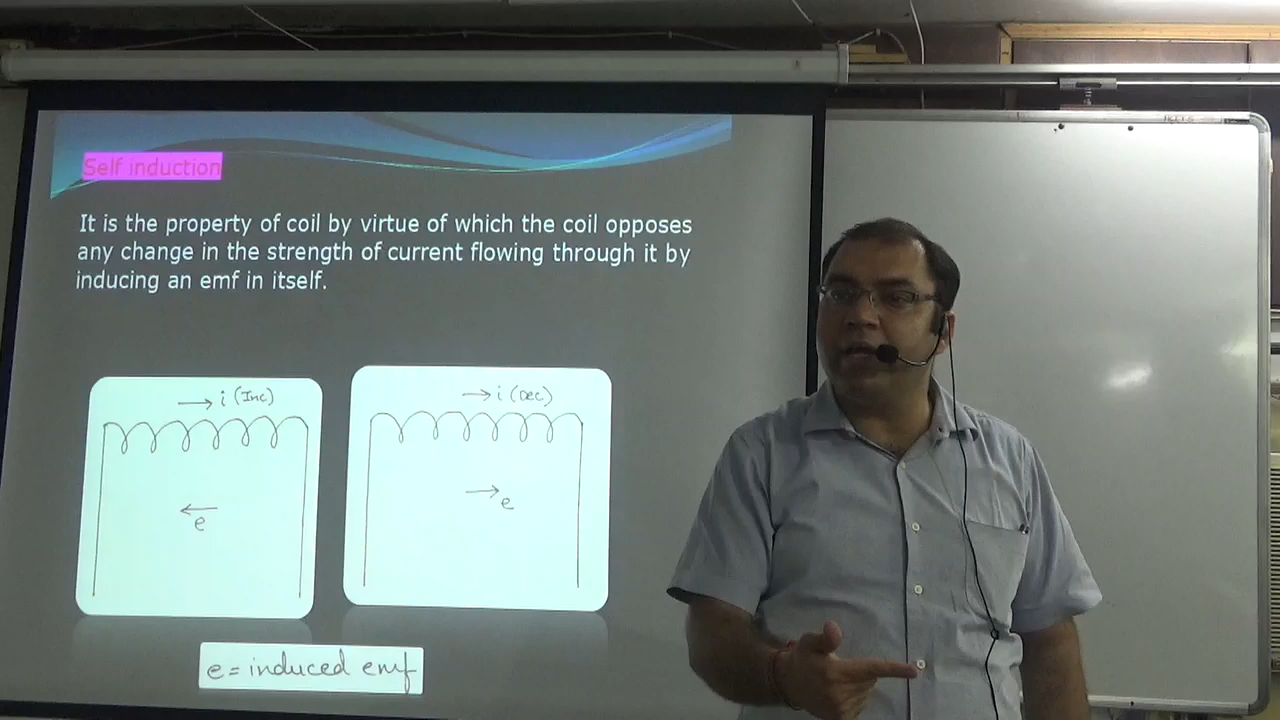 Self induction
It is the property of coil by virtue of which the coil opposes
any change in the strength of current flowing through it by
inducing an emf in itself.
→ i (Inc)
← e
→ i (Dec)
→ e
e = induced emf